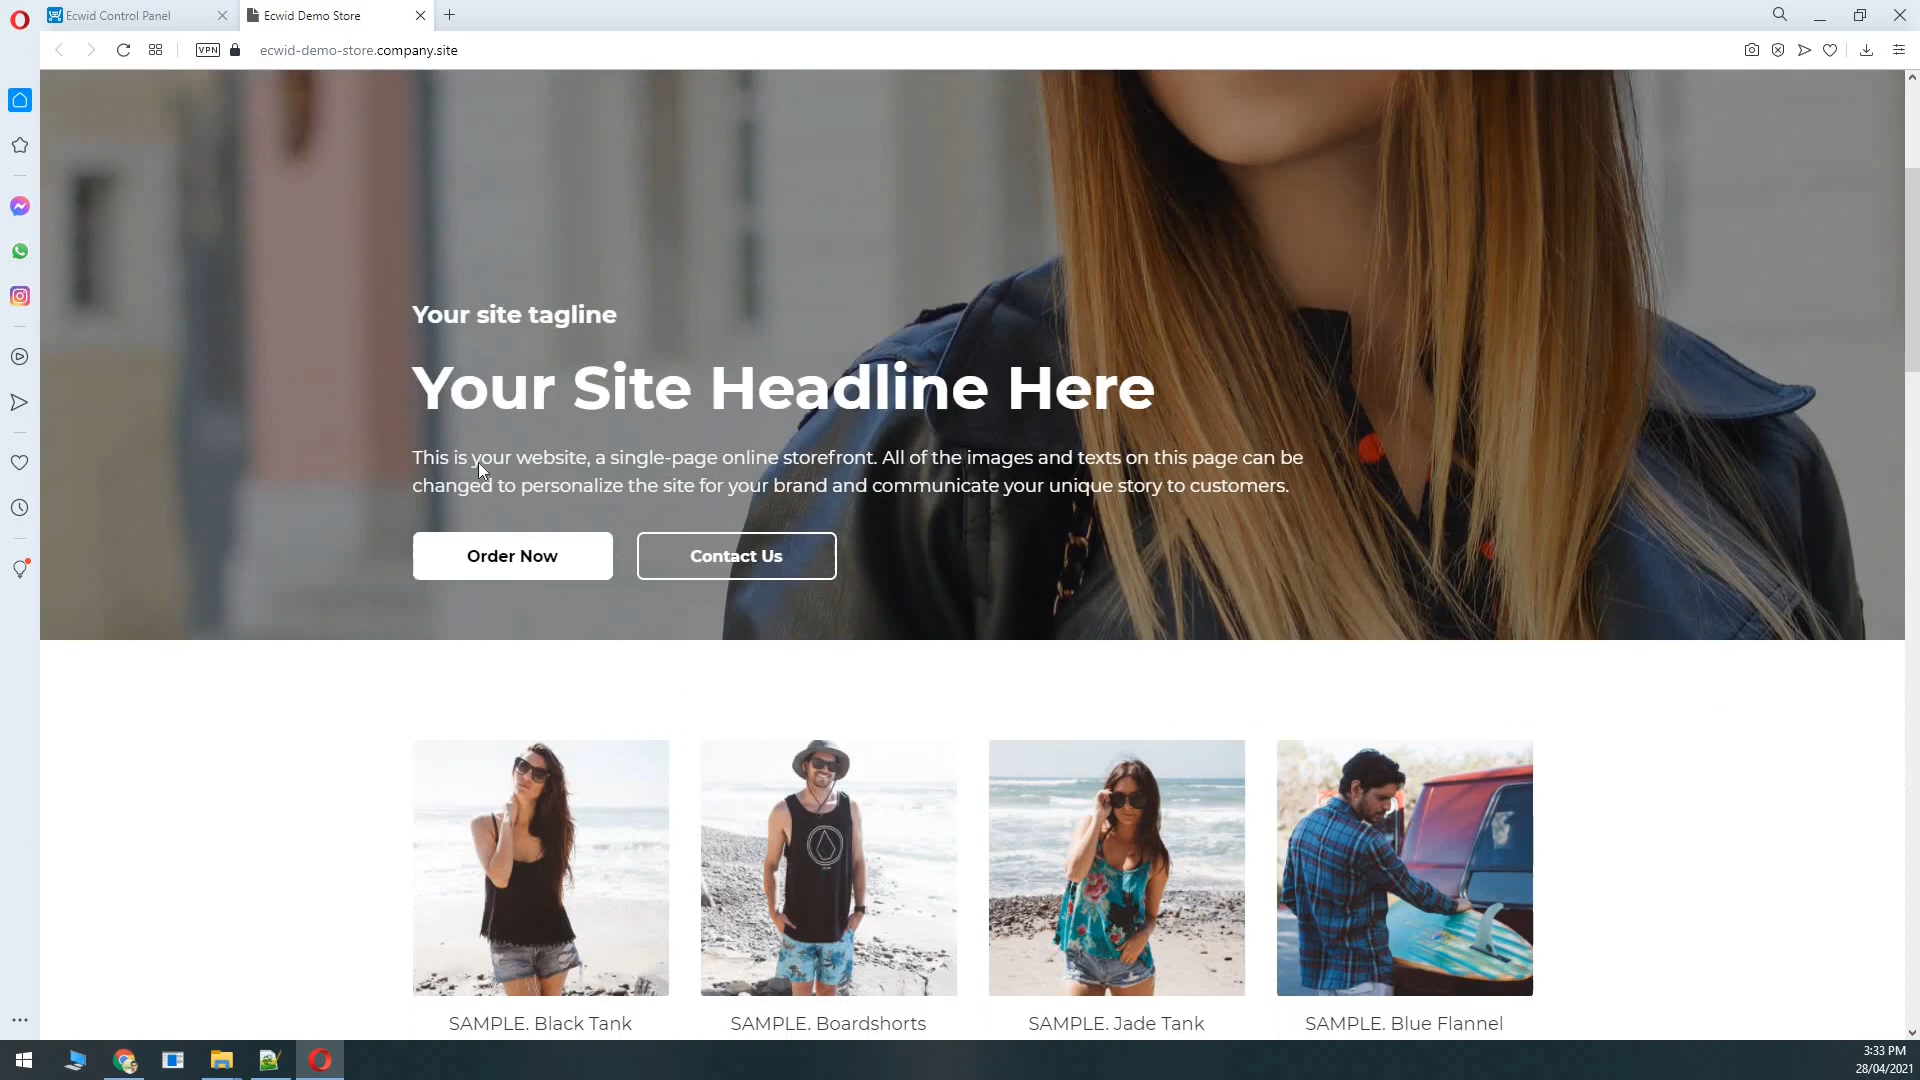 Ecwid Control Panel
Ecwid Demo Store
VPN
ecwid-demo-store.company.site
Your site tagline
Your Site Headline Here
This is your website, a single-page online storefront. All of the images and texts on this page can be
changed to personalize the site for your brand and communicate your unique story to customers.
Order Now
Contact Us
SAMPLE. Black Tank
SAMPLE. Boardshorts
SAMPLE. Jade Tank
SAMPLE. Blue Flannel
3:33 PM
28/04/2021